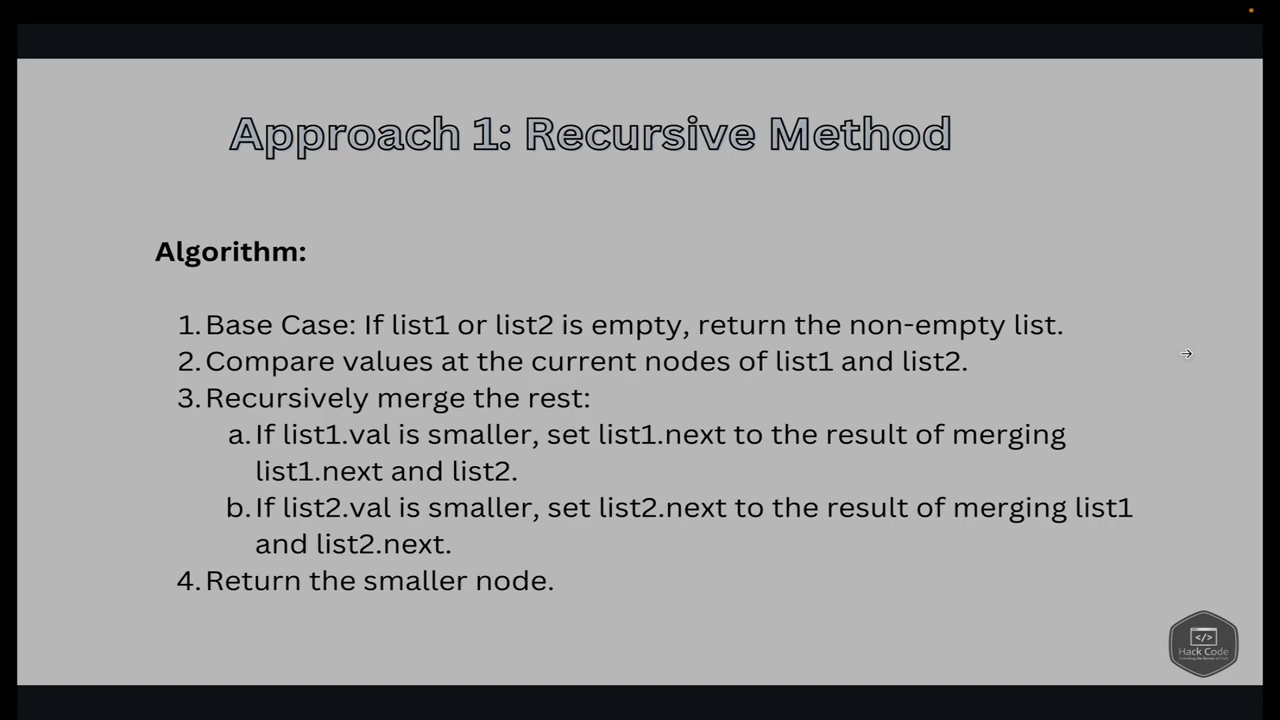 Approach 1: Recursive Method
Algorithm:
1. Base Case: If list1 or list2 is empty, return the non-empty list.
2. Compare values at the current nodes of list1 and list2.
3. Recursively merge the rest:
a. If list1.val is smaller, set list1.next to the result of merging
list1.next and list2.
b. If list2.val is smaller, set list2.next to the result of merging list1
and list2.next.
4. Return the smaller node.
</>
Hack Code